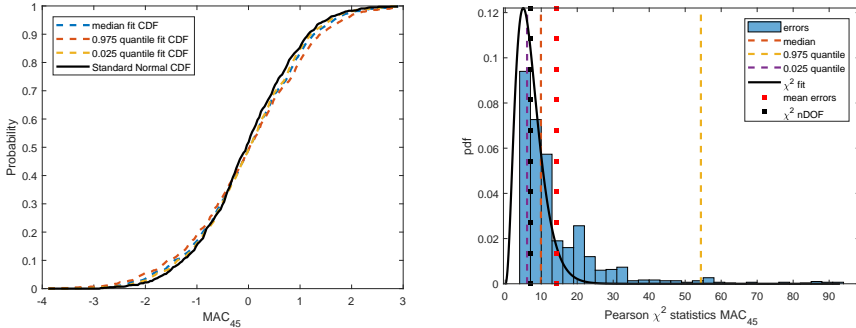 median fit CDF
0.975 quantile fit CDF
0.025 quantile fit CDF
Standard Normal CDF
1
0.9
0.8
0.7
0.6
0.5
0.4
0.3
0.2
0.1
0
Probability
-4 -3 -2 -1 0 1 2 3
MAC45
errors
median
0.975 quantile
0.025 quantile
χ2 fit
mean errors
χ2 nDOF
0.12
0.1
0.08
0.06
0.04
0.02
0
pdf
0 10 20 30 40 50 60 70 80 90
Pearson χ2 statistics MAC45